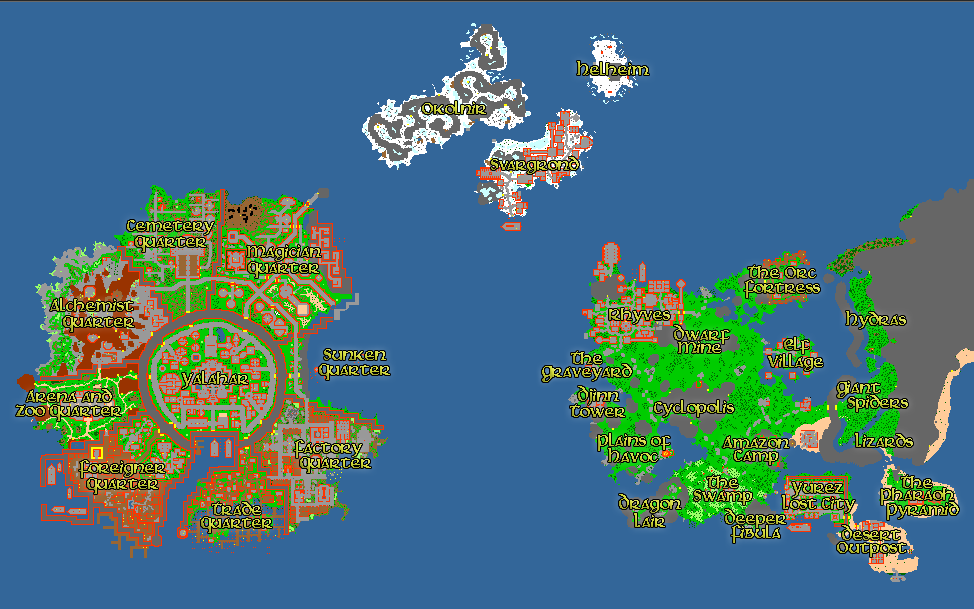 Helheim
Okolnir
Svargrond
Cemetery
Quarter
Magician
Quarter
Alchemist
Quarter
Sunken
Quarter
Yalahar
Arena and
Zoo Quarter
Factory
Quarter
Foreigner
Quarter
Trade
Quarter
The Orc
Fortress
Rhyves
Hydras
Dwarf
Mine
Elf
Village
The
Graveyard
Djinn
Tower
Cyclopolis
Giant
Spiders
Plains of
Havoc
Amazon
Camp
Lizards
The
Swamp
Yurez
Lost City
The
Pharaoh
Pyramid
Dragon
Lair
Deeper
Fibula
Desert
Outpost